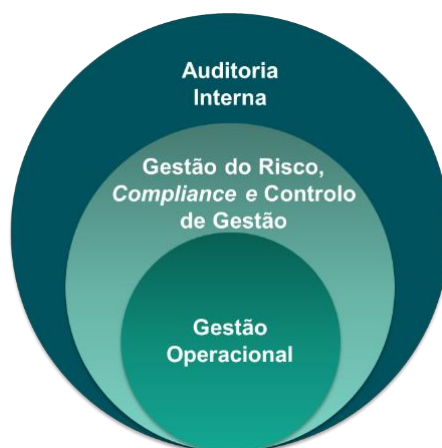 Auditoria
Interna
Gestão do Risco,
Compliance e Controlo
de Gestão
Gestão
Operacional